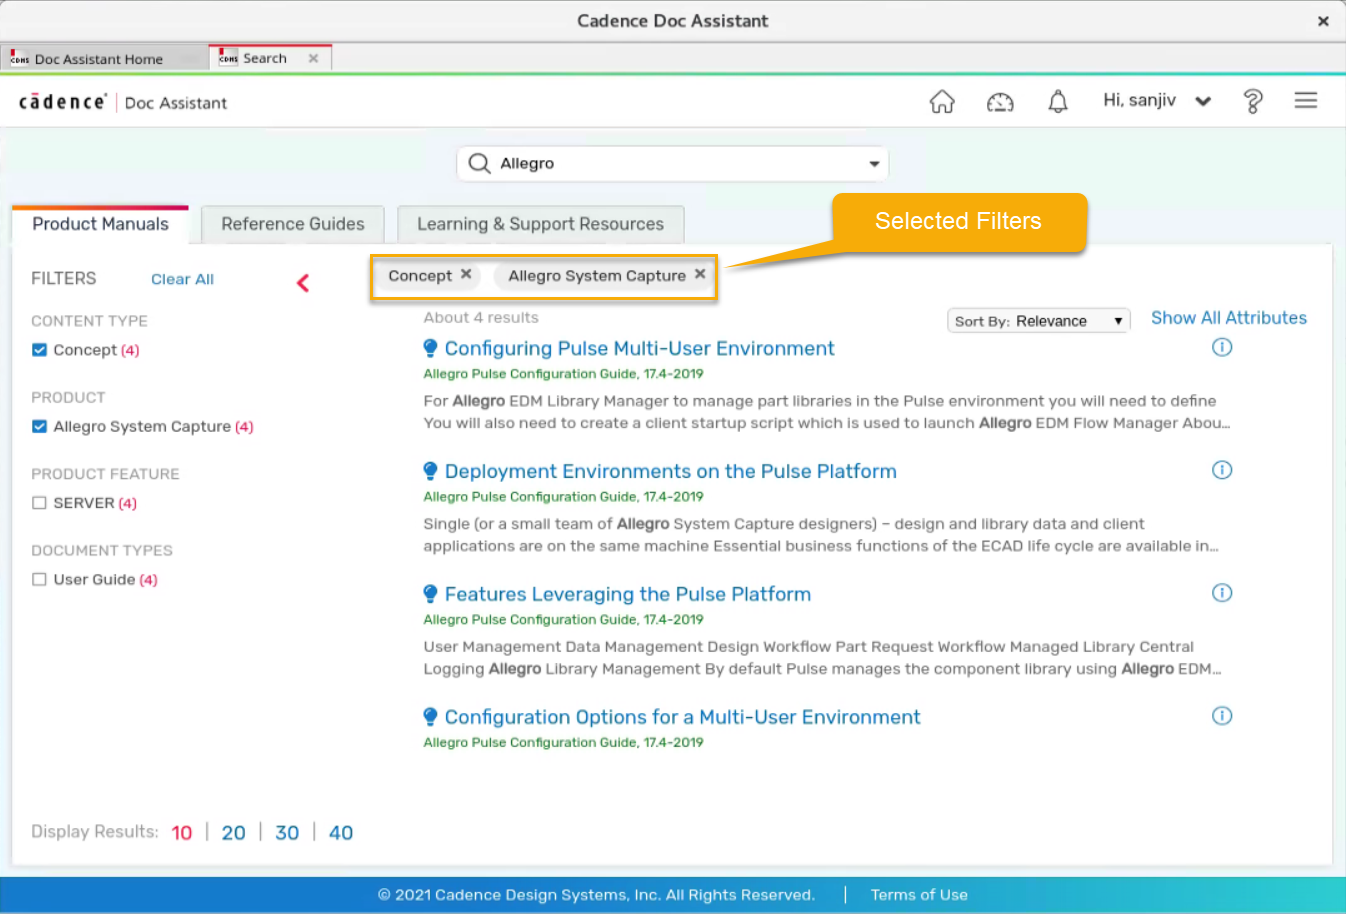 Cadence Doc Assistant
cdns Doc Assistant Home
cdns Search
cādence Doc Assistant
Hi, sanjiv
Allegro
Product Manuals
Reference Guides
Learning & Support Resources
Selected Filters
FILTERS
Clear All
Concept
Allegro System Capture
CONTENT TYPE
Concept (4)
PRODUCT
Allegro System Capture (4)
PRODUCT FEATURE
SERVER (4)
DOCUMENT TYPES
User Guide (4)
About 4 results
Sort By: Relevance
Show All Attributes
Configuring Pulse Multi-User Environment
Allegro Pulse Configuration Guide, 17.4-2019
For Allegro EDM Library Manager to manage part libraries in the Pulse environment you will need to define
You will also need to create a client startup script which is used to launch Allegro EDM Flow Manager Abou...
Deployment Environments on the Pulse Platform
Allegro Pulse Configuration Guide, 17.4-2019
Single (or a small team of Allegro System Capture designers) – design and library data and client
applications are on the same machine Essential business functions of the ECAD life cycle are available in...
Features Leveraging the Pulse Platform
Allegro Pulse Configuration Guide, 17.4-2019
User Management Data Management Design Workflow Part Request Workflow Managed Library Central
Logging Allegro Library Management By default Pulse manages the component library using Allegro EDM...
Configuration Options for a Multi-User Environment
Allegro Pulse Configuration Guide, 17.4-2019
Display Results: 10 | 20 | 30 | 40
© 2021 Cadence Design Systems, Inc. All Rights Reserved. | Terms of Use